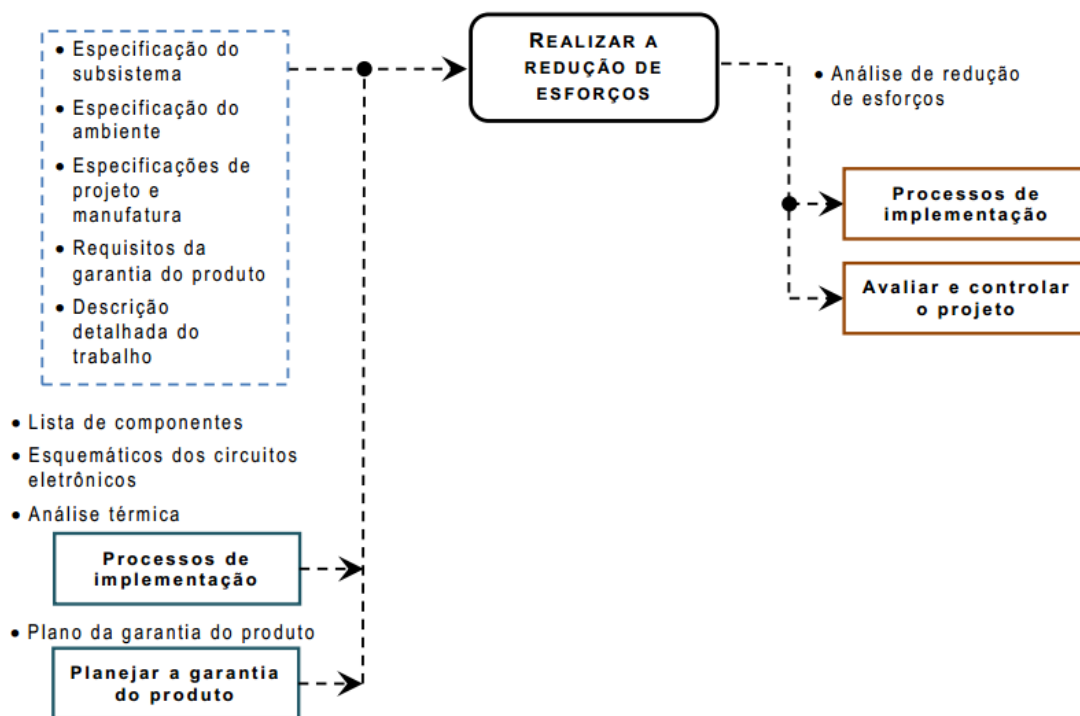 • Especificação do
subsistema
• Especificação do
ambiente
• Especificações de
projeto e
manufatura
• Requisitos da
garantia do produto
• Descrição
detalhada do
trabalho
• Lista de componentes
• Esquemáticos dos circuitos
eletrônicos
• Análise térmica
Processos de
implementação
• Plano da garantia do produto
Planejar a garantia
do produto
REALIZAR A
REDUÇÃO DE
ESFORÇOS
• Análise de redução
de esforços
Processos de
implementação
Avaliar e controlar
o projeto